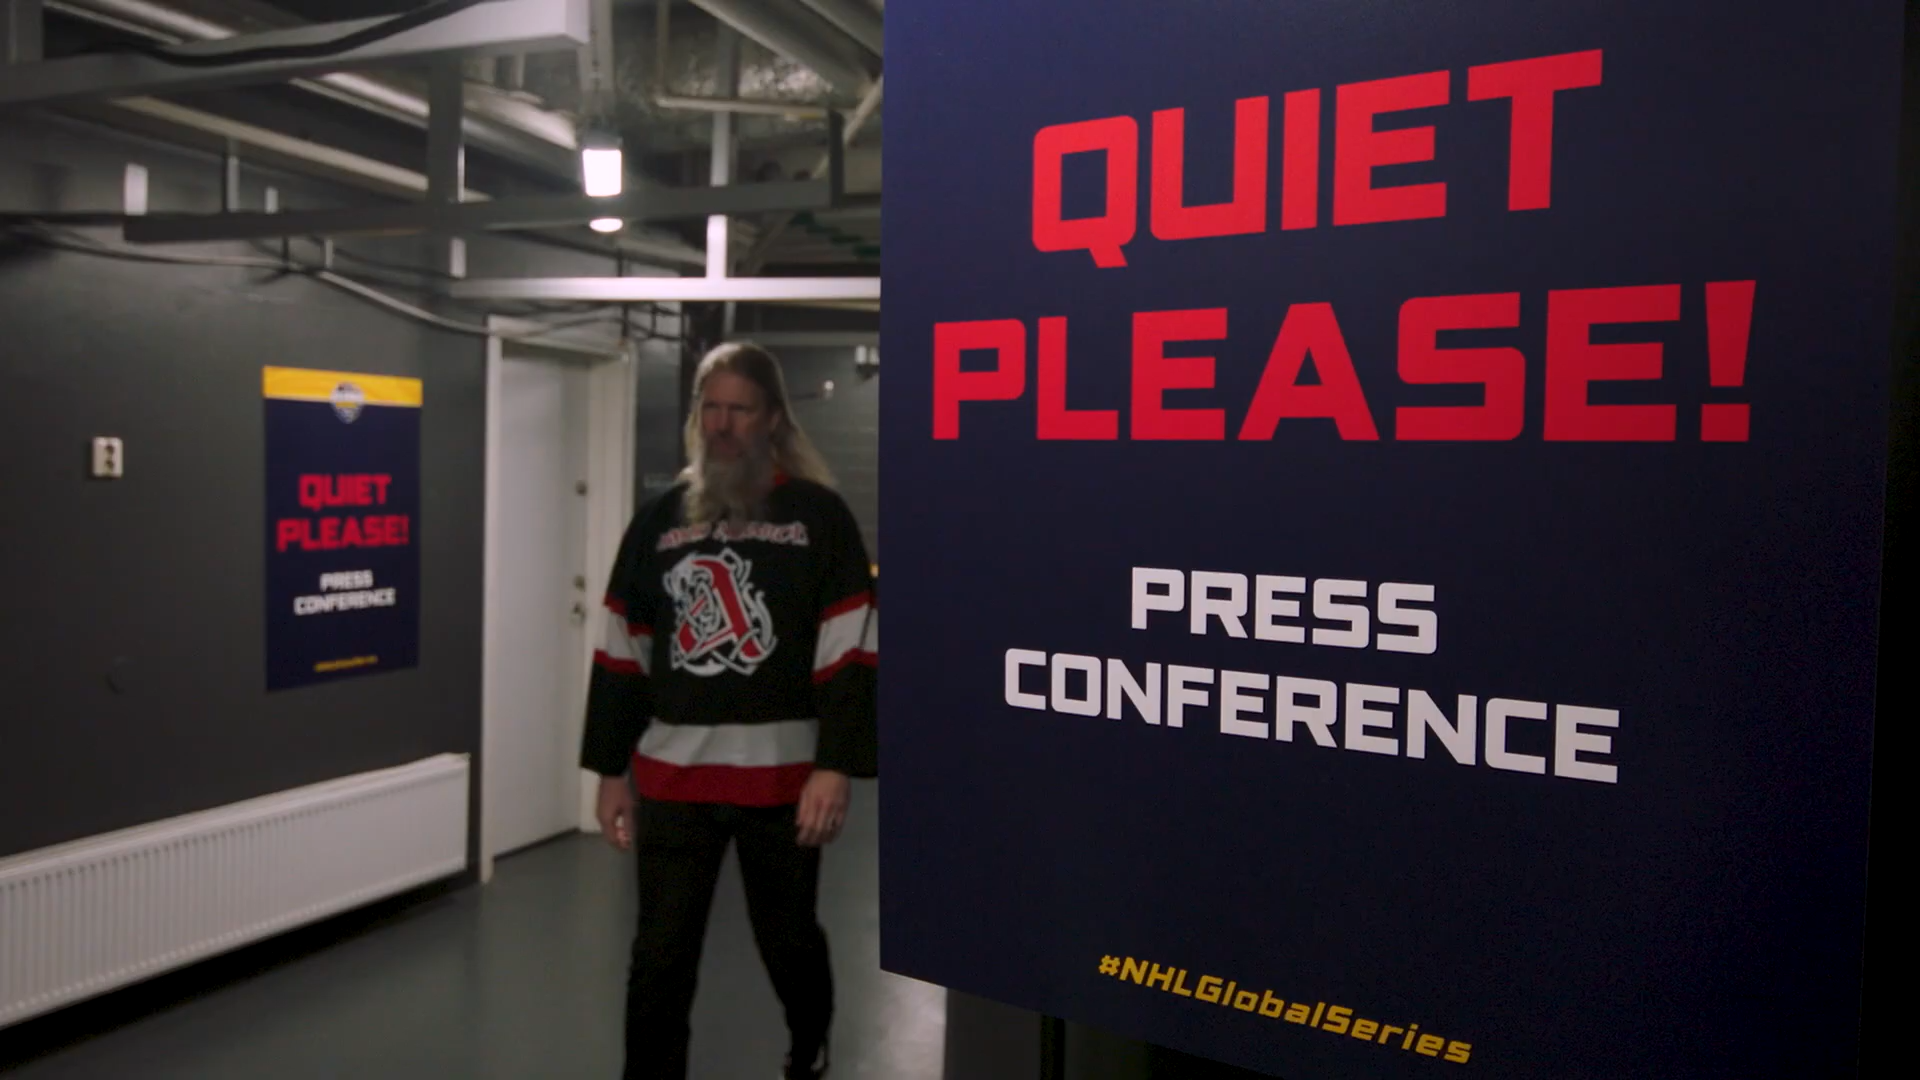 QUIET
PLEASE!
PRESS
CONFERENCE
#NHLGlobalSeries
QUIET
PLEASE!
PRESS
CONFERENCE